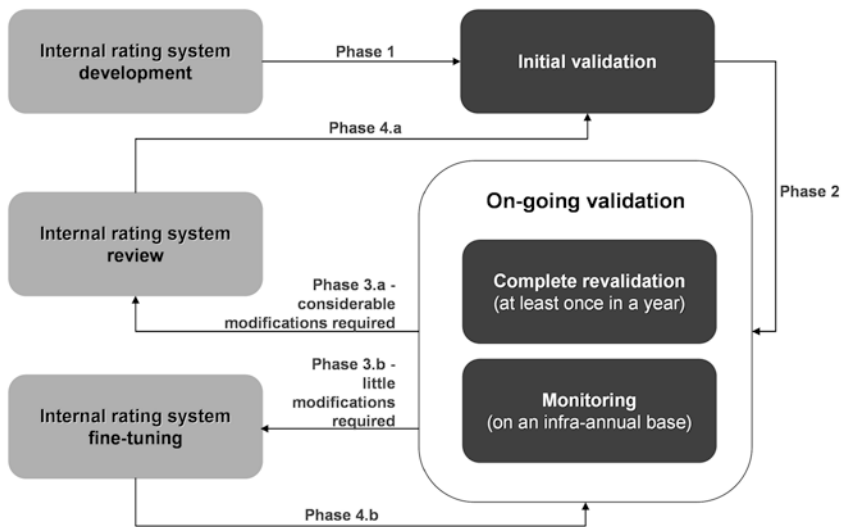 Internal rating system
development
Phase 1
Initial validation
Phase 4.a
Phase 2
Internal rating system
review
On-going validation
Complete revalidation
(at least once in a year)
Phase 3.a -
considerable
modifications required
Phase 3.b -
little
modifications
required
Monitoring
(on an infra-annual base)
Internal rating system
fine-tuning
Phase 4.b